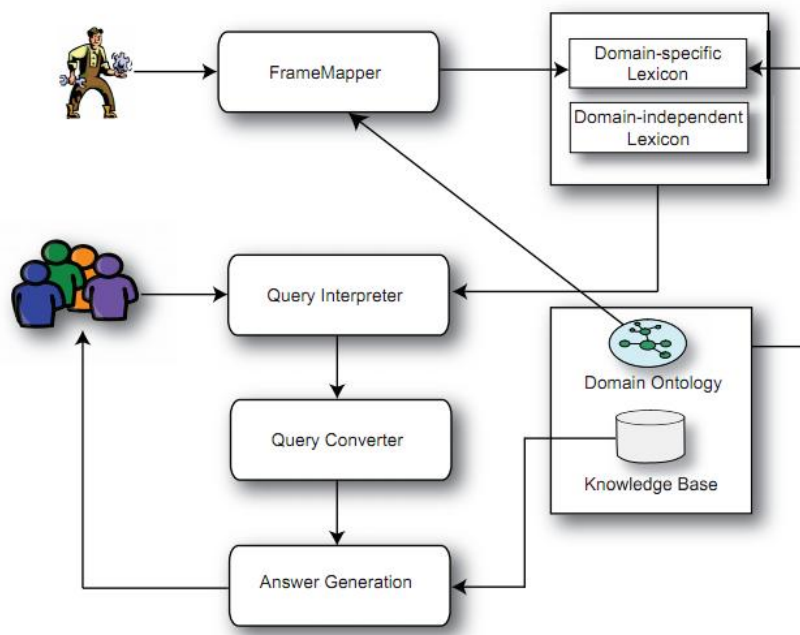 FrameMapper
Domain-specific
Lexicon
Domain-independent
Lexicon
Query Interpreter
Domain Ontology
Query Converter
Knowledge Base
Answer Generation